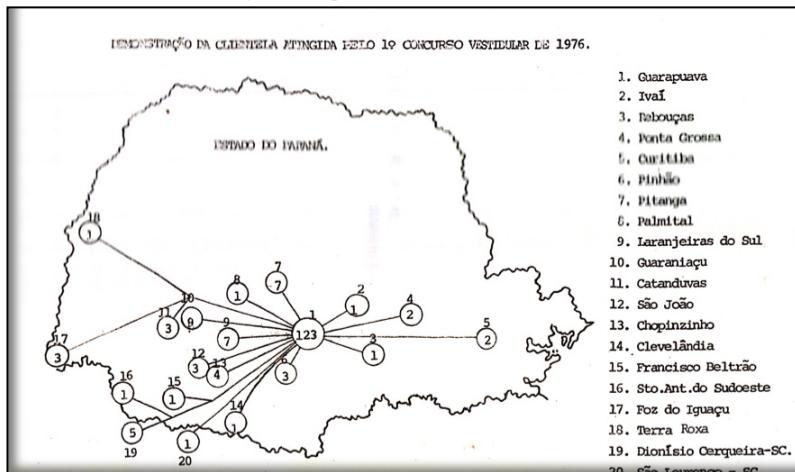 DEMONSTRAÇÃO DA CLIENTELA ATINGIDA PELO 1º CONCURSO VESTIBULAR DE 1976.
ESTADO DO PARANÁ.
1. Guarapuava
2. Ivaí
3. Rebouças
4. Ponta Grossa
5. Curitiba
6. Pinhão
7. Pitanga
8. Palmital
9. Laranjeiras do Sul
10. Guaraniaçu
11. Catanduvas
12. São João
13. Chopinzinho
14. Clevelândia
15. Francisco Beltrão
16. Sto.Ant.do Sudoeste
17. Foz do Iguaçu
18. Terra Roxa
19. Dionísio Cerqueira-SC.
20. São Lourenço - SC
18
1
7
7
8
1
10
2
1
4
2
11
3
9
7
1
123
5
2
3
1
17
3
12
3
13
4
3
16
1
15
1
14
1
5
19
1
20